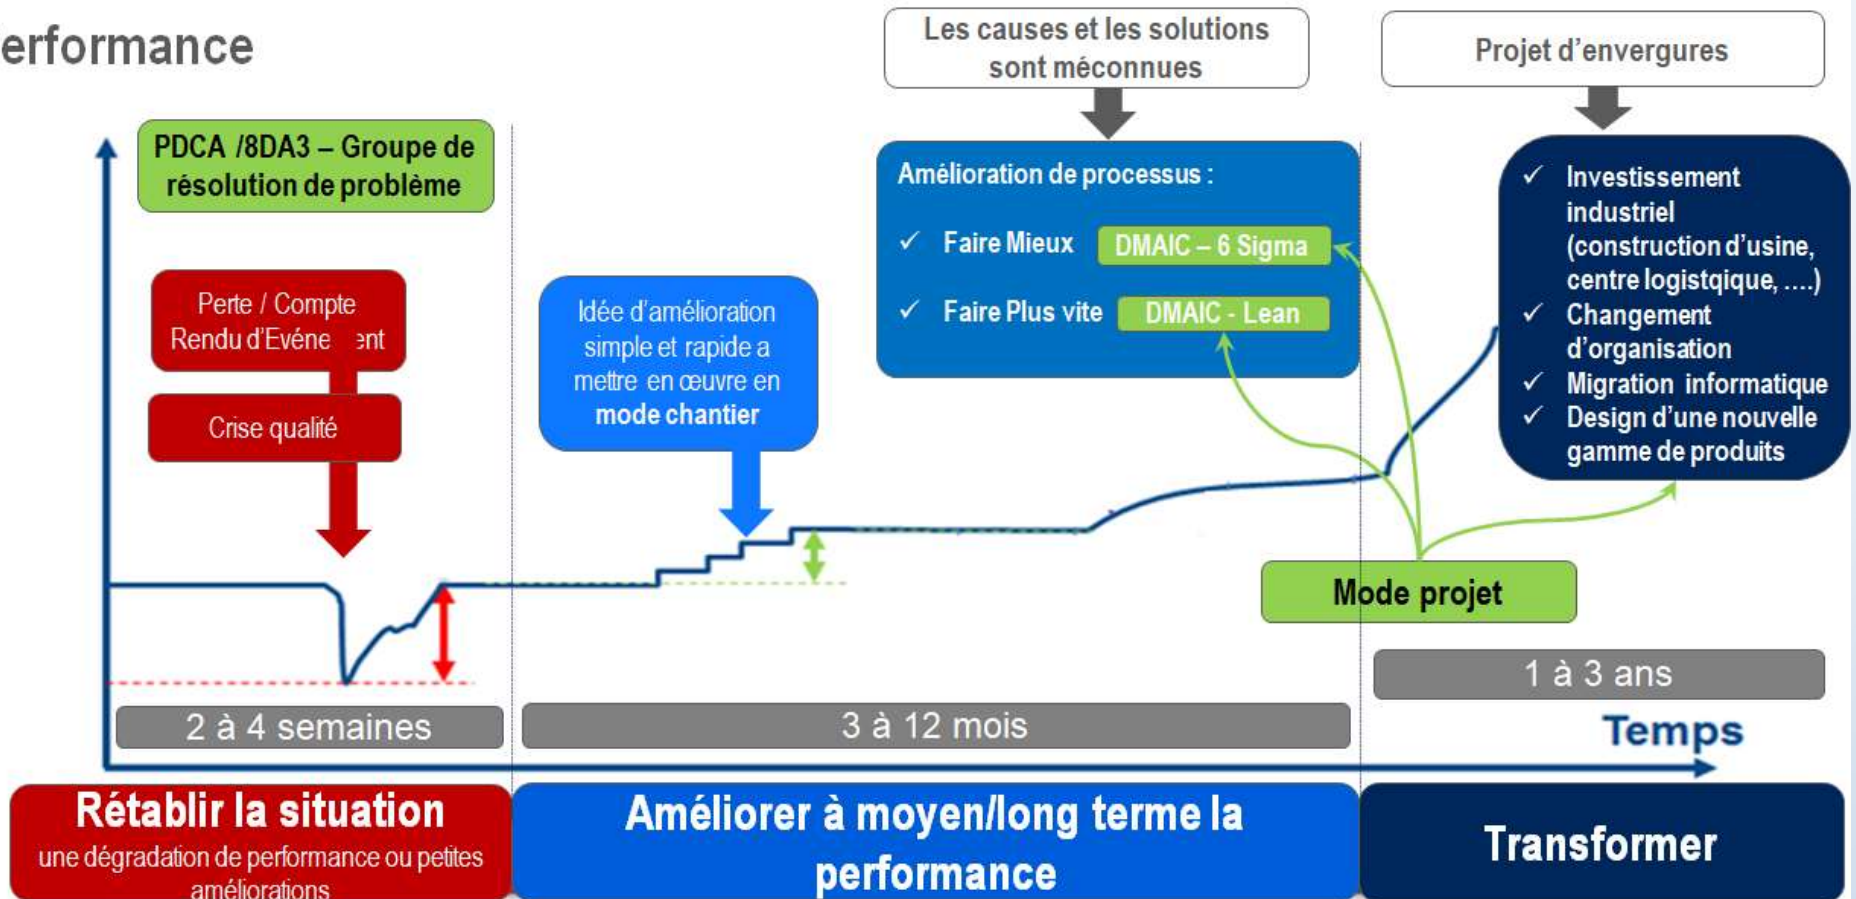 erformance
Les causes et les solutions
sont méconnues
Projet d'envergures
PDCA /8DA3 – Groupe de
résolution de problème
Perte / Compte
Rendu d'Evéne ent
Crise qualité
Idée d'amélioration
simple et rapide a
mettre en œuvre en
mode chantier
Amélioration de processus :
✓ Faire Mieux
DMAIC – 6 Sigma
✓ Faire Plus vite
DMAIC - Lean
✓ Investissement
industriel
(construction d'usine,
centre logistqique, ....)
✓ Changement
d'organisation
✓ Migration informatique
✓ Design d'une nouvelle
gamme de produits
Mode projet
2 à 4 semaines
3 à 12 mois
1 à 3 ans
Temps
Rétablir la situation
une dégradation de performance ou petites
améliorations
Améliorer à moyen/long terme la
performance
Transformer